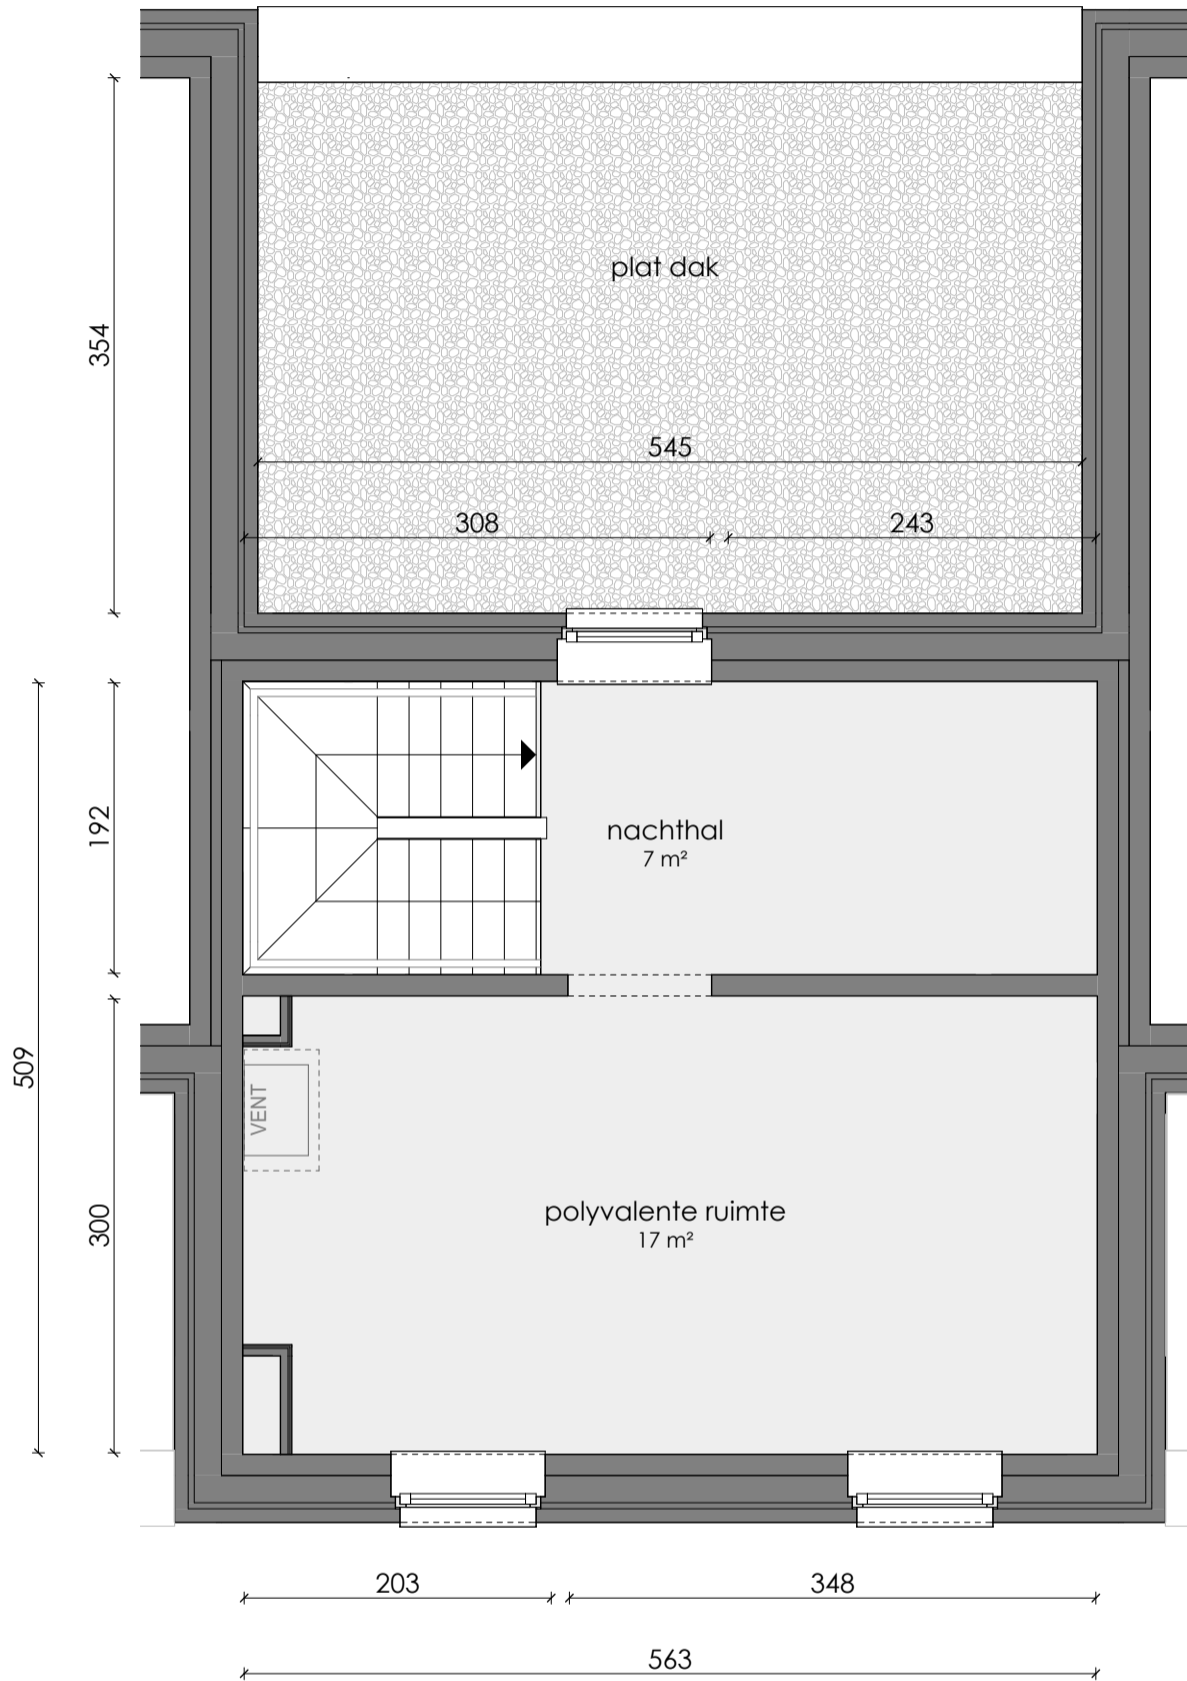 plat dak
354
545
308
243
192
nachthal
7 m²
509
VENT
300
polyvalente ruimte
17 m²
203
348
563